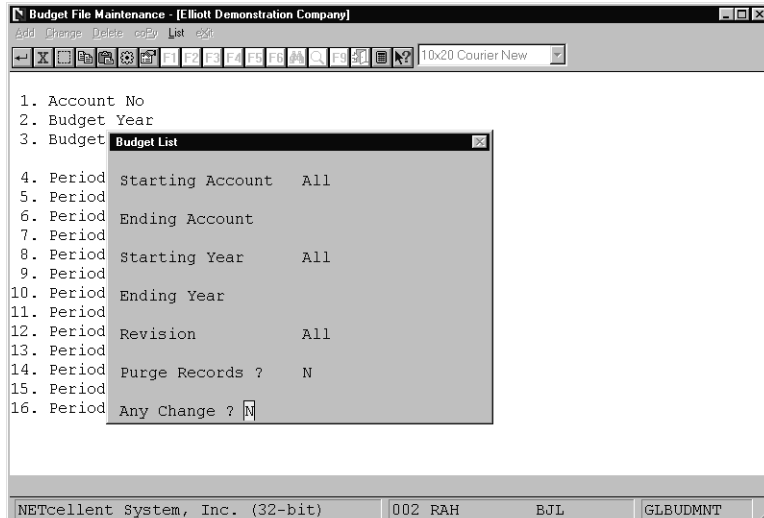 Budget File Maintenance - [Elliott Demonstration Company]
Add Change Delete coPy List eXit
X F1 F2 F3 F4 F5 F6 F9 10x20 Courier New
1. Account No
2. Budget Year
3. Budget
Budget List
4. Period
Starting Account All
5. Period
6. Period
Ending Account
7. Period
8. Period
Starting Year All
9. Period
10. Period
Ending Year
11. Period
12. Period
Revision All
13. Period
14. Period
Purge Records ? N
15. Period
16. Period
Any Change ? N
NETcellent System, Inc. (32-bit) 002 RAH BJL GLBUDMNT